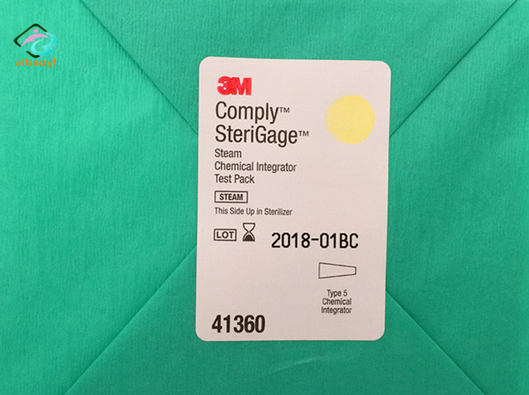 3M
Comply™
SteriGage™
Steam
Chemical Integrator
Test Pack
STEAM
This Side Up in Sterilizer
LOT 2018-01BC
Type 5
Chemical
Integrator
41360